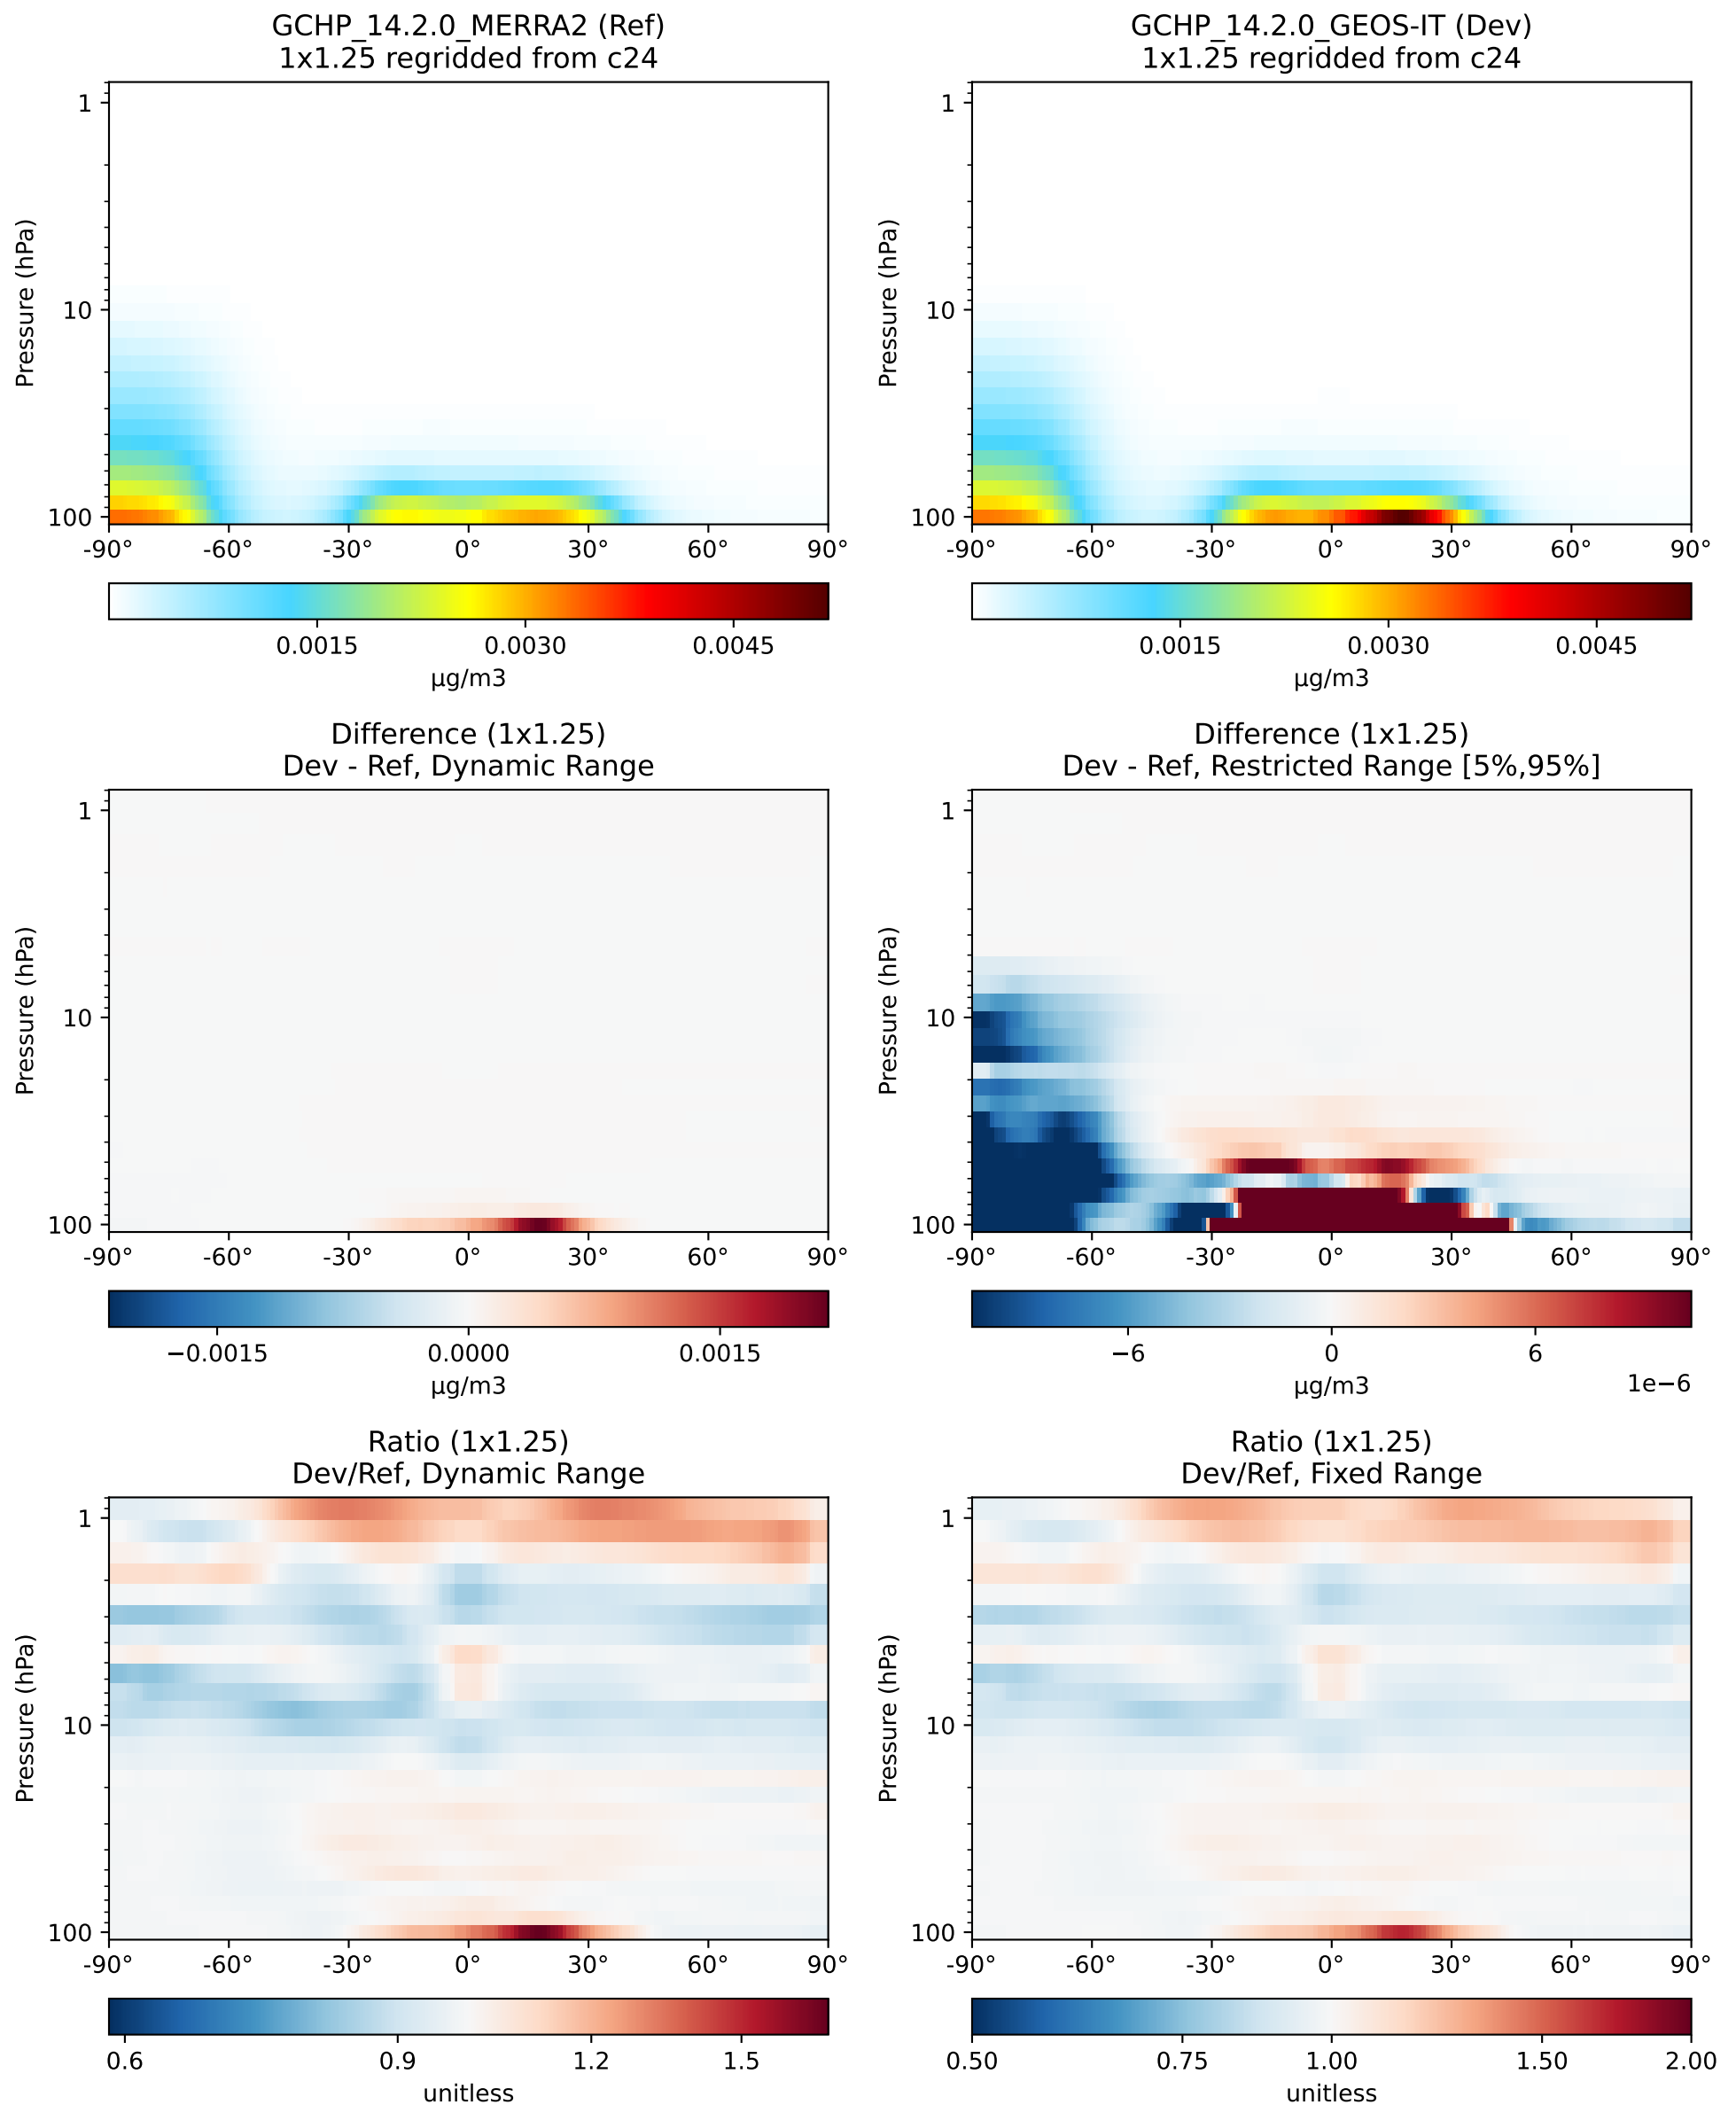 GCHP_14.2.0_MERRA2 (Ref)
1x1.25 regridded from c24
Pressure (hPa)
1
10
100
-90° -60° -30° 0° 30° 60° 90°
0.0015 0.0030 0.0045
µg/m3
GCHP_14.2.0_GEOS-IT (Dev)
1x1.25 regridded from c24
Pressure (hPa)
1
10
100
-90° -60° -30° 0° 30° 60° 90°
0.0015 0.0030 0.0045
µg/m3
Difference (1x1.25)
Dev - Ref, Dynamic Range
Pressure (hPa)
1
10
100
-90° -60° -30° 0° 30° 60° 90°
−0.0015 0.0000 0.0015
µg/m3
Difference (1x1.25)
Dev - Ref, Restricted Range [5%,95%]
Pressure (hPa)
1
10
100
-90° -60° -30° 0° 30° 60° 90°
−6 0 6
µg/m3
1e−6
Ratio (1x1.25)
Dev/Ref, Dynamic Range
Pressure (hPa)
1
10
100
-90° -60° -30° 0° 30° 60° 90°
0.6 0.9 1.2 1.5
unitless
Ratio (1x1.25)
Dev/Ref, Fixed Range
Pressure (hPa)
1
10
100
-90° -60° -30° 0° 30° 60° 90°
0.50 0.75 1.00 1.50 2.00
unitless